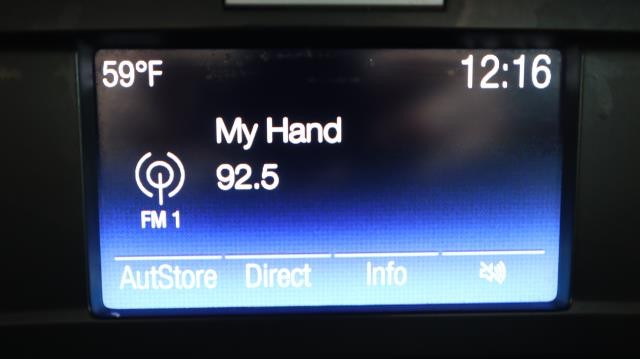 59°F 12:16
My Hand
92.5
FM 1
AutStore Direct Info